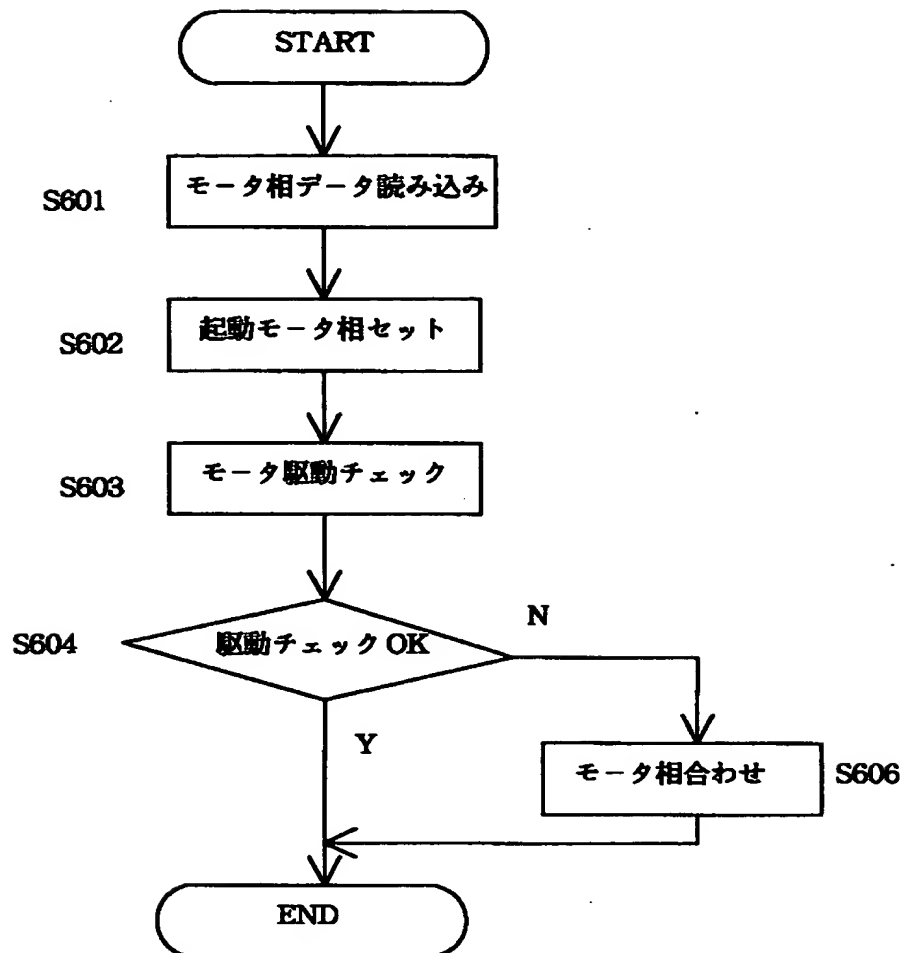 START
S601
モータ相データ読み込み
S602
起動モータ相セット
S603
モータ駆動チェック
S604
駆動チェックOK
N
Y
モータ相合わせ
S606
END